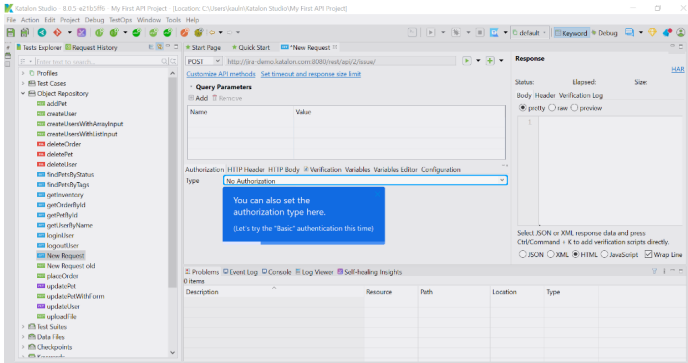 Katalon Studio - 8.0.5 - My First API Project - [Location: C:\Users\kavin\Katalon Studio\My First API Project]
File Edit Project Debug TestOps Window Tools Help
default Keyword Debug
Tests Explorer Request History
Start Page Quick Start *New Request
Enter text to search...
Profiles
Test Cases
Object Repository
addPet
createUser
createUsersWithArrayInput
createUsersWithListInput
deleteOrder
deletePet
deleteUser
findPetsByStatus
findPetsByTags
getInventory
getOrderById
getPetById
getUserByName
loginUser
logoutUser
New Request
New Request old
placeOrder
updatePet
updatePetWithForm
updateUser
uploadFile
Test Suites
Data Files
Checkpoints
Keywords
POST http://jira-demo.katalon.com:8080/rest/api/2/issue/
Customize API methods Set timeout and response size limit
Query Parameters
Add Remove
Name Value
Authorization HTTP Header HTTP Body Verification Variables Variables Editor Configuration
Type No Authorization
You can also set the
authorization type here.
(Let's try the "Basic" authentication this time)
Response
HAR
Status: Elapsed: Size:
Body Header Verification Log
pretty raw preview
1
Select JSON or XML response data and press
Ctrl/Command + K to add verification scripts directly.
JSON XML HTML JavaScript Wrap Line
Problems Event Log Console Log Viewer Self-healing Insights
0 items
Description Resource Path Location Type